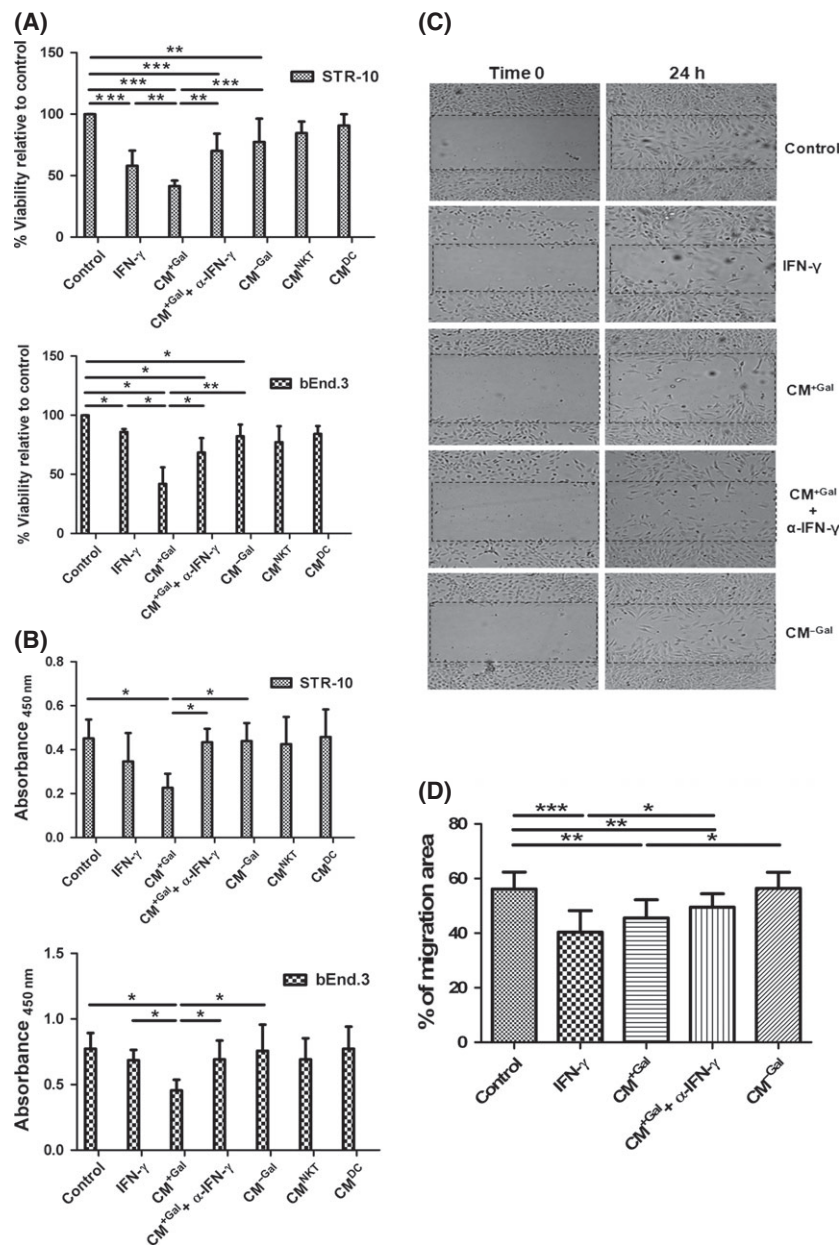 (A)
150
100
50
0
% Viability relative to control
**
***
*** ***
*** ** **
STR-10
Control
IFN-γ
CM+Gal
CM+Gal + α-IFN-γ
CM−Gal
CMNKT
CMDC
150
100
50
0
% Viability relative to control
*
*
* **
* * *
bEnd.3
Control
IFN-γ
CM+Gal
CM+Gal + α-IFN-γ
CM−Gal
CMNKT
CMDC
(B)
0.8
0.6
0.4
0.2
0.0
Absorbance 450 nm
* *
*
STR-10
Control
IFN-γ
CM+Gal
CM+Gal + α-IFN-γ
CM−Gal
CMNKT
CMDC
1.5
1.0
0.5
0.0
Absorbance 450 nm
* *
* *
bEnd.3
Control
IFN-γ
CM+Gal
CM+Gal + α-IFN-γ
CM−Gal
CMNKT
CMDC
(C)
Time 0 24 h
Control
IFN-γ
CM+Gal
CM+Gal
+
α-IFN-γ
CM−Gal
(D)
80
60
40
20
0
% of migration area
*** *
**
** *
Control
IFN-γ
CM+Gal
CM+Gal + α-IFN-γ
CM−Gal